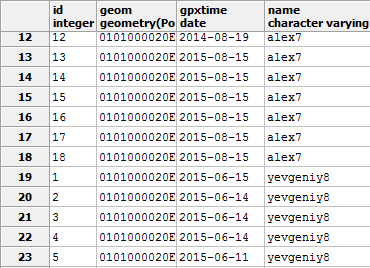 id geom gpxtime name
integer geometry(Po date character varying
12 12 0101000020E 2014-08-19 alex7
13 13 0101000020E 2015-08-15 alex7
14 14 0101000020E 2015-08-15 alex7
15 15 0101000020E 2015-08-15 alex7
16 16 0101000020E 2015-08-15 alex7
17 17 0101000020E 2015-08-15 alex7
18 18 0101000020E 2015-08-15 alex7
19 1 0101000020E 2015-06-14 yevgeniy8
20 2 0101000020E 2015-06-14 yevgeniy8
21 3 0101000020E 2015-06-14 yevgeniy8
22 4 0101000020E 2015-06-14 yevgeniy8
23 5 0101000020E 2015-06-11 yevgeniy8